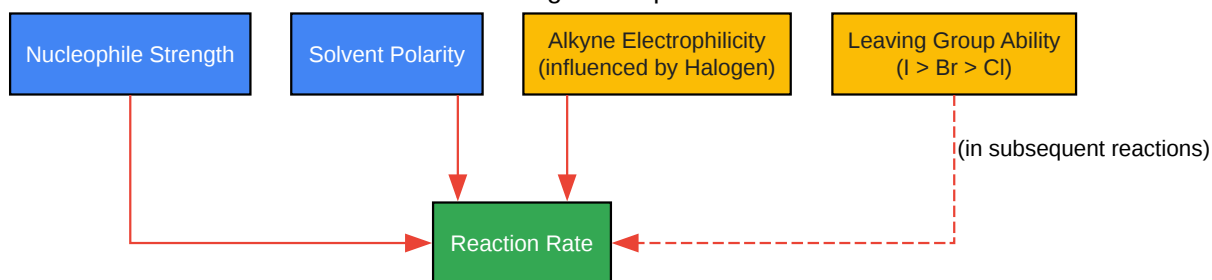 Nucleophile Strength
Solvent Polarity
Alkyne Electrophilicity
(influenced by Halogen)
Leaving Group Ability
(I > Br > Cl)
(in subsequent reactions)
Reaction Rate